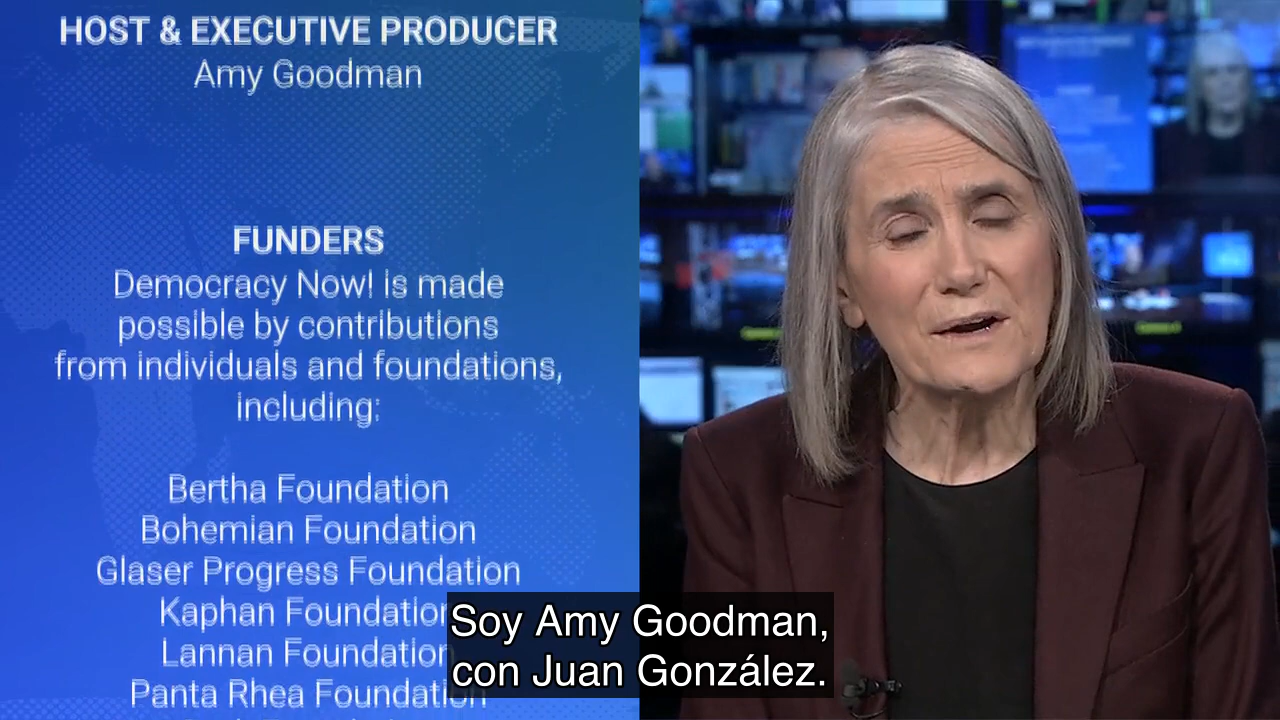 HOST & EXECUTIVE PRODUCER
Amy Goodman
FUNDERS
Democracy Now! is made
possible by contributions
from individuals and foundations,
including:
Bertha Foundation
Bohemian Foundation
Glaser Progress Foundation
Kaphan Foundation
Lannan Foundation
Panta Rhea Foundation
Soy Amy Goodman,
con Juan González.